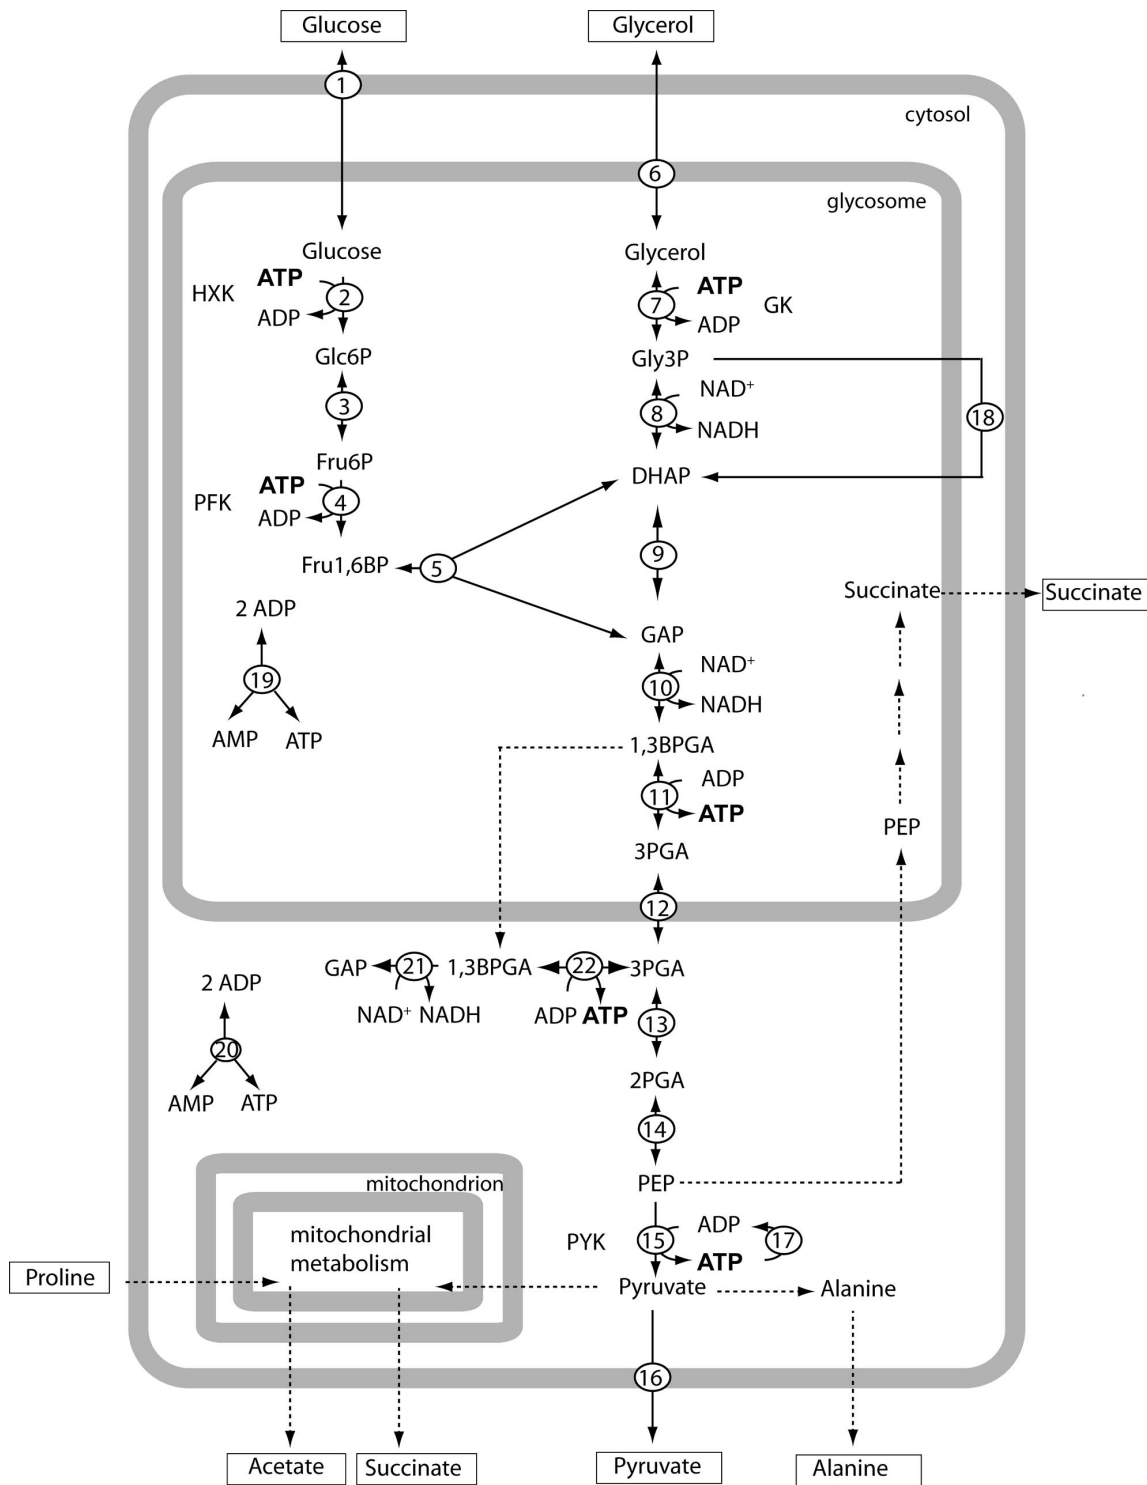 Glucose
Glycerol
1
cytosol
6
glycosome
Glucose
Glycerol
HXK
ATP
2
ADP
7
ATP
ADP
GK
Glc6P
Gly3P
3
NAD+
8
NADH
18
Fru6P
DHAP
PFK
ATP
4
ADP
9
Fru1,6BP
5
Succinate
Succinate
2 ADP
GAP
19
NAD+
10
NADH
AMP
ATP
1,3BPGA
ADP
11
ATP
PEP
3PGA
12
GAP
21
1,3BPGA
22
3PGA
NAD+ NADH
ADP ATP
2 ADP
13
20
AMP
ATP
2PGA
14
mitochondrion
PEP
mitochondrial
metabolism
PYK
15
ADP
ATP
17
Proline
Pyruvate
Alanine
16
Acetate
Succinate
Pyruvate
Alanine